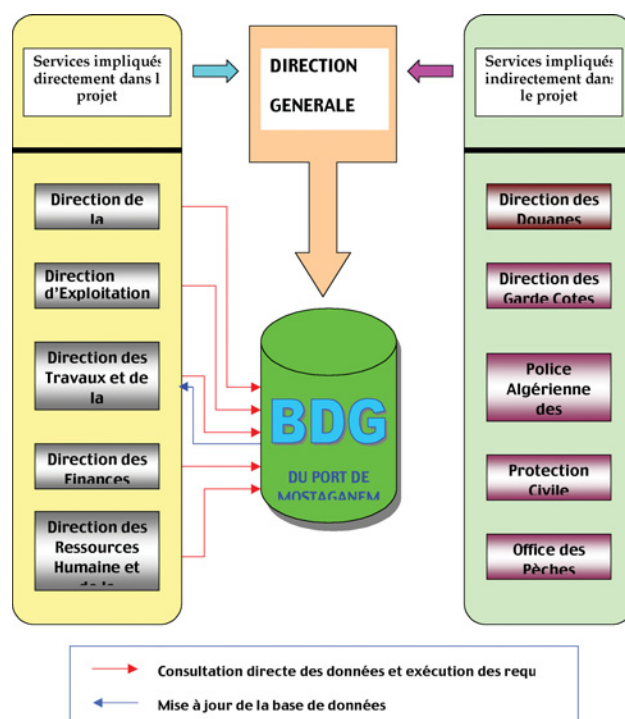 Services impliqués
directement dans l
projet
DIRECTION
GENERALE
Services impliqués
indirectement dans
le projet
Direction de
la
Direction
d'Exploitation
Direction des
Travaux et de
la
Direction des
Finances
Direction des
Ressources
Humaine et
de la
BDG
DU PORT DE
MOSTAGANEM
Direction des
Douanes
Direction des
Garde Cotes
Police
Algérienne
des
Protection
Civile
Office des
Pèches
Consultation directe des données et exécution des requ
Mise à jour de la base de données